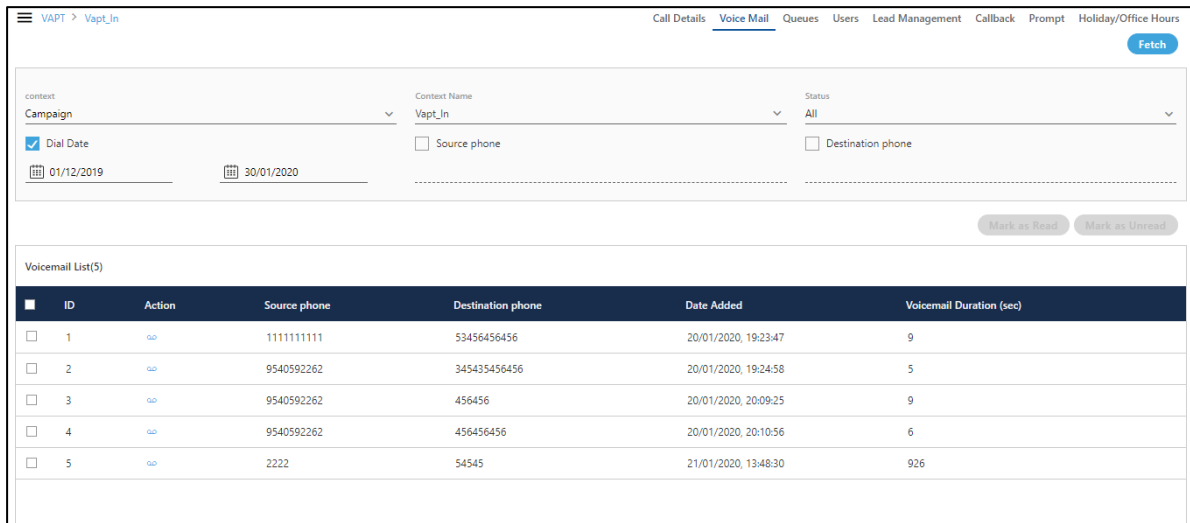 VAPT > Vapt_In Call Details Voice Mail Queues Users Lead Management Callback Prompt Holiday/Office Hours
Fetch
context Context Name Status
Campaign Vapt_In All
Dial Date Source phone Destination phone
01/12/2019 30/01/2020
Mark as Read Mark as Unread
Voicemail List(5)
ID Action Source phone Destination phone Date Added Voicemail Duration (sec)
1 1111111111 53456456456 20/01/2020, 19:23:47 9
2 9540592262 345435456456 20/01/2020, 19:24:58 5
3 9540592262 456456 20/01/2020, 20:09:25 9
4 9540592262 456456456 20/01/2020, 20:10:56 6
5 2222 54545 21/01/2020, 13:48:30 926